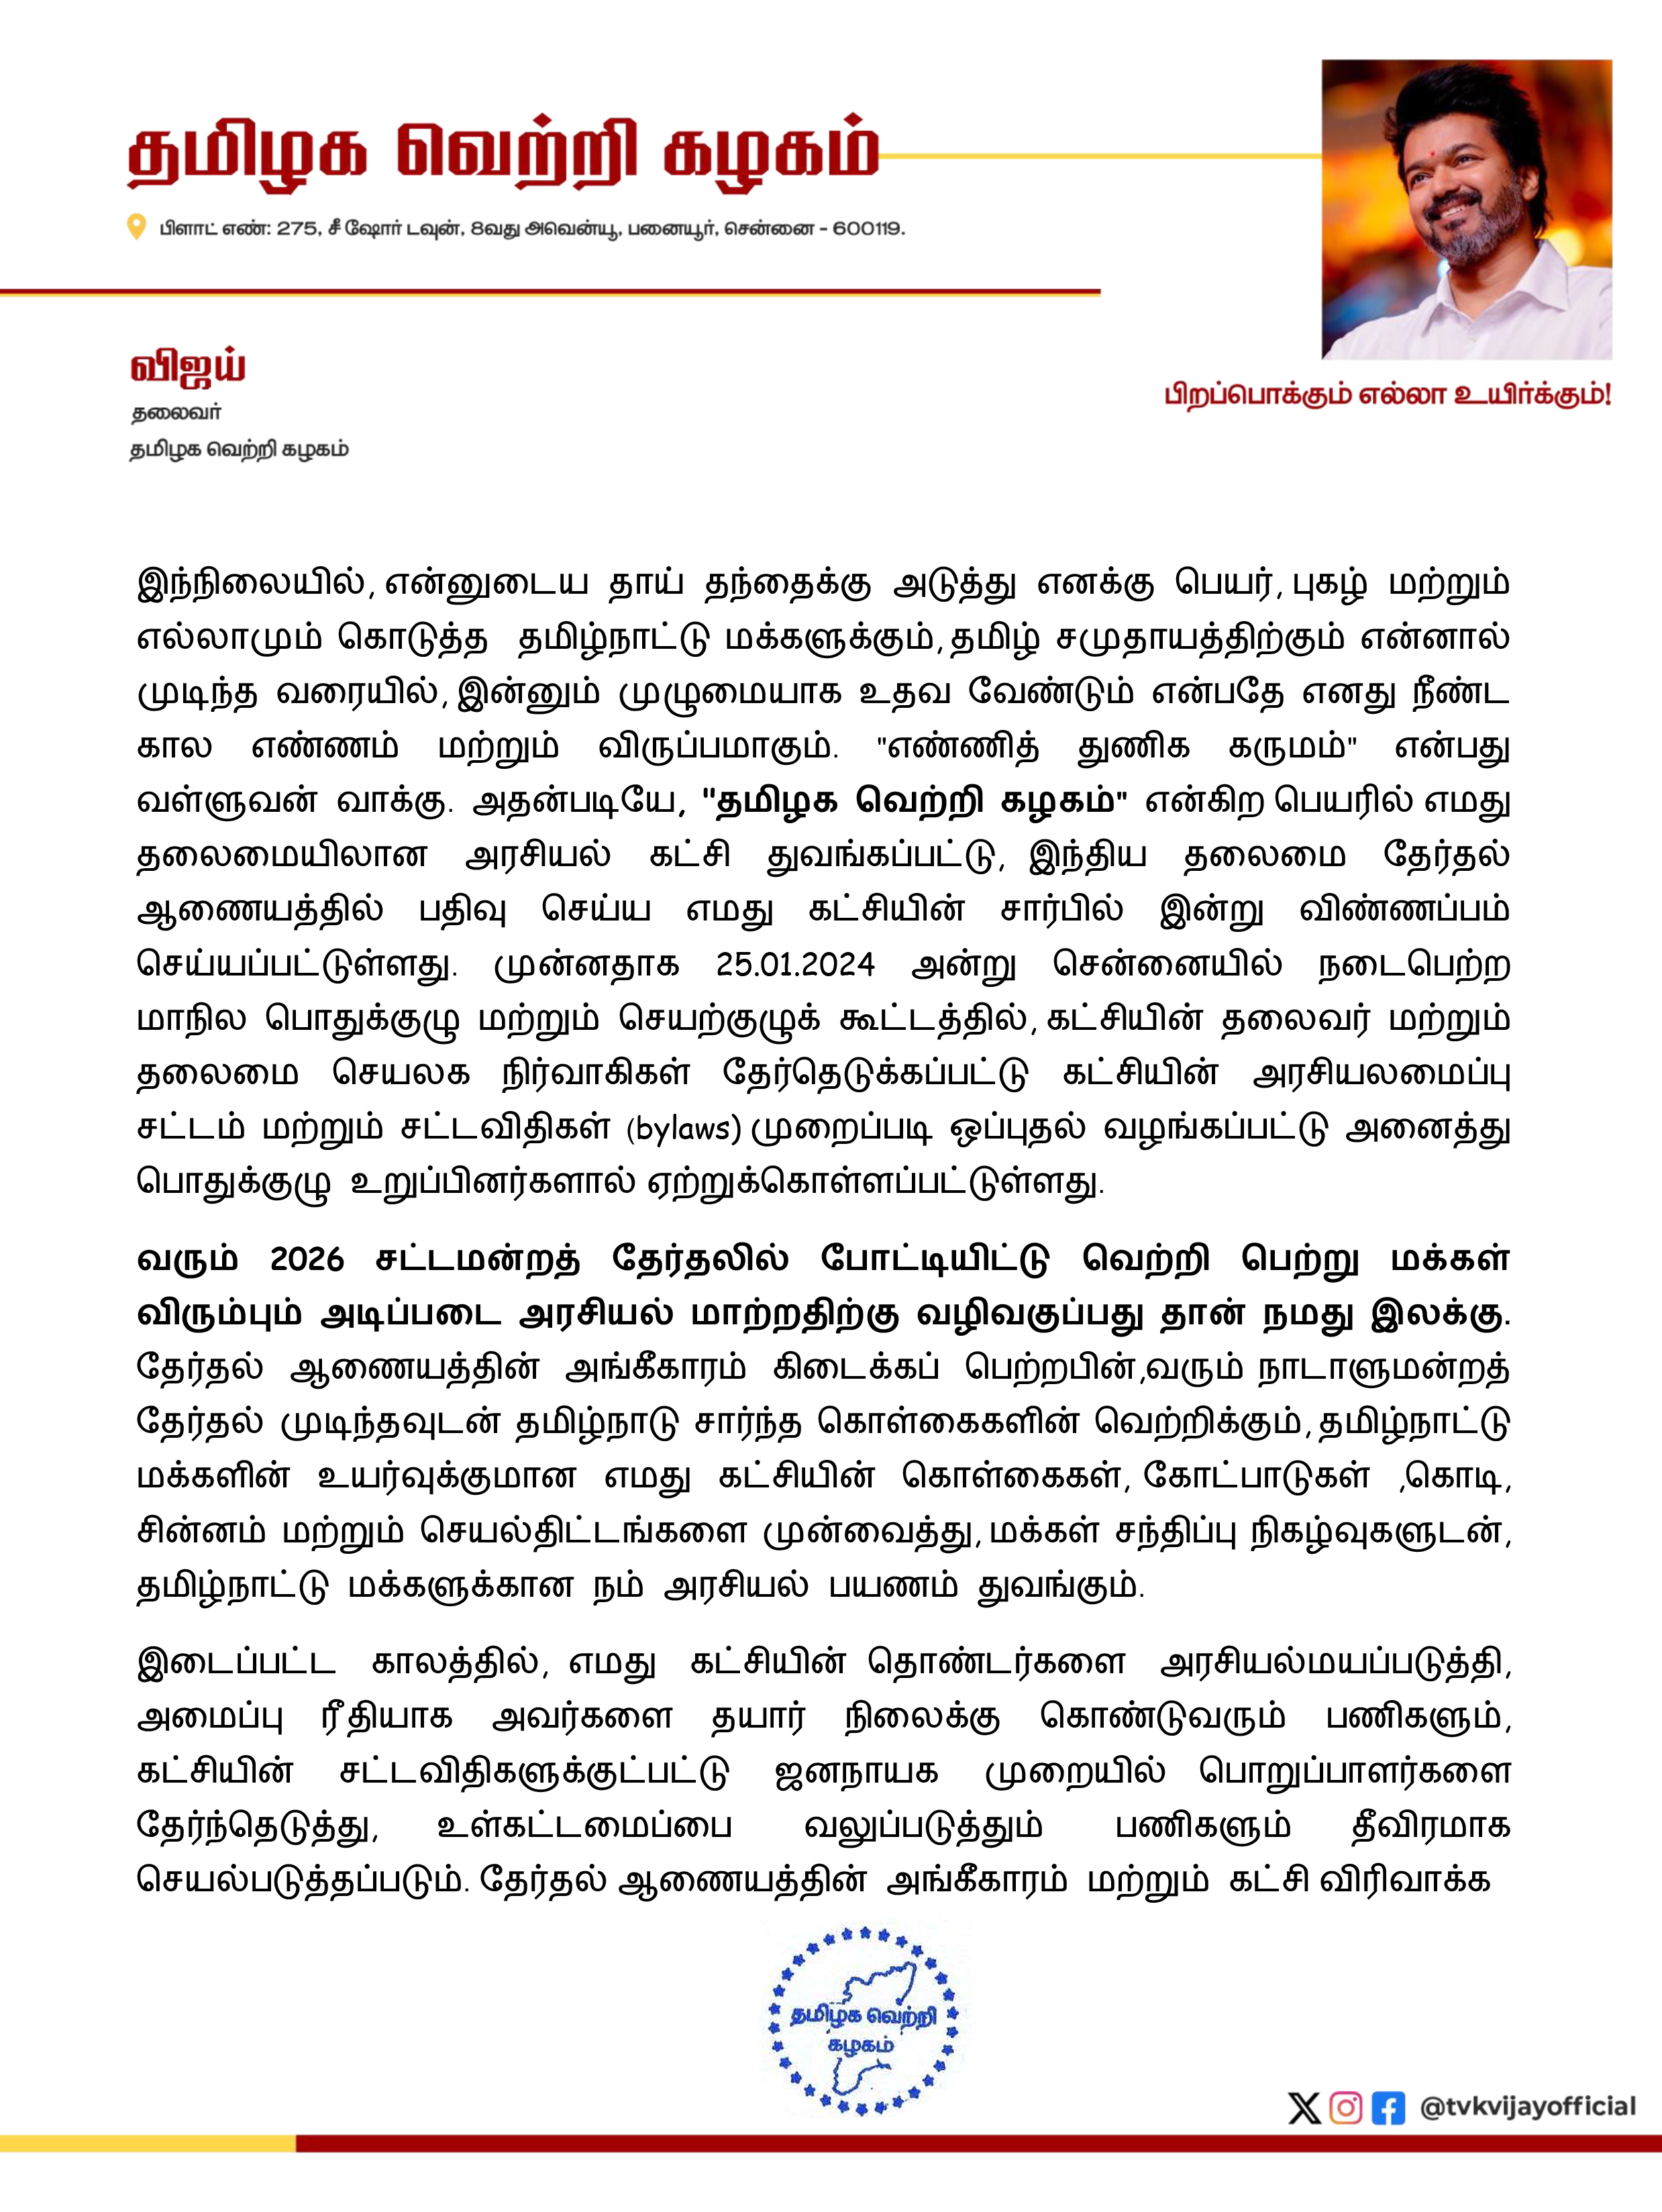 தமிழக வெற்றி கழகம்
பிளாட் எண்: 275, சீ ஷோர் டவுன், 8வது அவென்யூ, பனையூர், சென்னை - 600119.
விஜய்
தலைவர்
தமிழக வெற்றி கழகம்
பிறப்பொக்கும் எல்லா உயிர்க்கும்!
இந்நிலையில், என்னுடைய தாய் தந்தைக்கு அடுத்து எனக்கு பெயர், புகழ் மற்றும்
எல்லாமும் கொடுத்த தமிழ்நாட்டு மக்களுக்கும், தமிழ் சமுதாயத்திற்கும் என்னால்
முடிந்த வரையில், இன்னும் முழுமையாக உதவ வேண்டும் என்பதே எனது நீண்ட
கால எண்ணம் மற்றும் விருப்பமாகும். "எண்ணித் துணிக கருமம்" என்பது
வள்ளுவன் வாக்கு. அதன்படியே, "தமிழக வெற்றி கழகம்" என்கிற பெயரில் எமது
தலைமையிலான அரசியல் கட்சி துவங்கப்பட்டு, இந்திய தலைமை தேர்தல்
ஆணையத்தில் பதிவு செய்ய எமது கட்சியின் சார்பில் இன்று விண்ணப்பம்
செய்யப்பட்டுள்ளது. முன்னதாக 25.01.2024 அன்று சென்னையில் நடைபெற்ற
மாநில பொதுக்குழு மற்றும் செயற்குழுக் கூட்டத்தில், கட்சியின் தலைவர் மற்றும்
தலைமை செயலக நிர்வாகிகள் தேர்தெடுக்கப்பட்டு கட்சியின் அரசியலமைப்பு
சட்டம் மற்றும் சட்டவிதிகள் (bylaws) முறைப்படி ஒப்புதல் வழங்கப்பட்டு அனைத்து
பொதுக்குழு உறுப்பினர்களால் ஏற்றுக்கொள்ளப்பட்டுள்ளது.
வரும் 2026 சட்டமன்றத் தேர்தலில் போட்டியிட்டு வெற்றி பெற்று மக்கள்
விரும்பும் அடிப்படை அரசியல் மாற்றதிற்கு வழிவகுப்பது தான் நமது இலக்கு.
தேர்தல் ஆணையத்தின் அங்கீகாரம் கிடைக்கப் பெற்றபின்,வரும் நாடாளுமன்றத்
தேர்தல் முடிந்தவுடன் தமிழ்நாடு சார்ந்த கொள்கைகளின் வெற்றிக்கும், தமிழ்நாட்டு
மக்களின் உயர்வுக்குமான எமது கட்சியின் கொள்கைகள், கோட்பாடுகள் ,கொடி,
சின்னம் மற்றும் செயல்திட்டங்களை முன்வைத்து, மக்கள் சந்திப்பு நிகழ்வுகளுடன்,
தமிழ்நாட்டு மக்களுக்கான நம் அரசியல் பயணம் துவங்கும்.
இடைப்பட்ட காலத்தில், எமது கட்சியின் தொண்டர்களை அரசியல்மயப்படுத்தி,
அமைப்பு ரீதியாக அவர்களை தயார் நிலைக்கு கொண்டுவரும் பணிகளும்,
கட்சியின் சட்டவிதிகளுக்குட்பட்டு ஜனநாயக முறையில் பொறுப்பாளர்களை
தேர்ந்தெடுத்து, உள்கட்டமைப்பை வலுப்படுத்தும் பணிகளும் தீவிரமாக
செயல்படுத்தப்படும். தேர்தல் ஆணையத்தின் அங்கீகாரம் மற்றும் கட்சி விரிவாக்க
தமிழக வெற்றி
கழகம்
@tvkvijayofficial